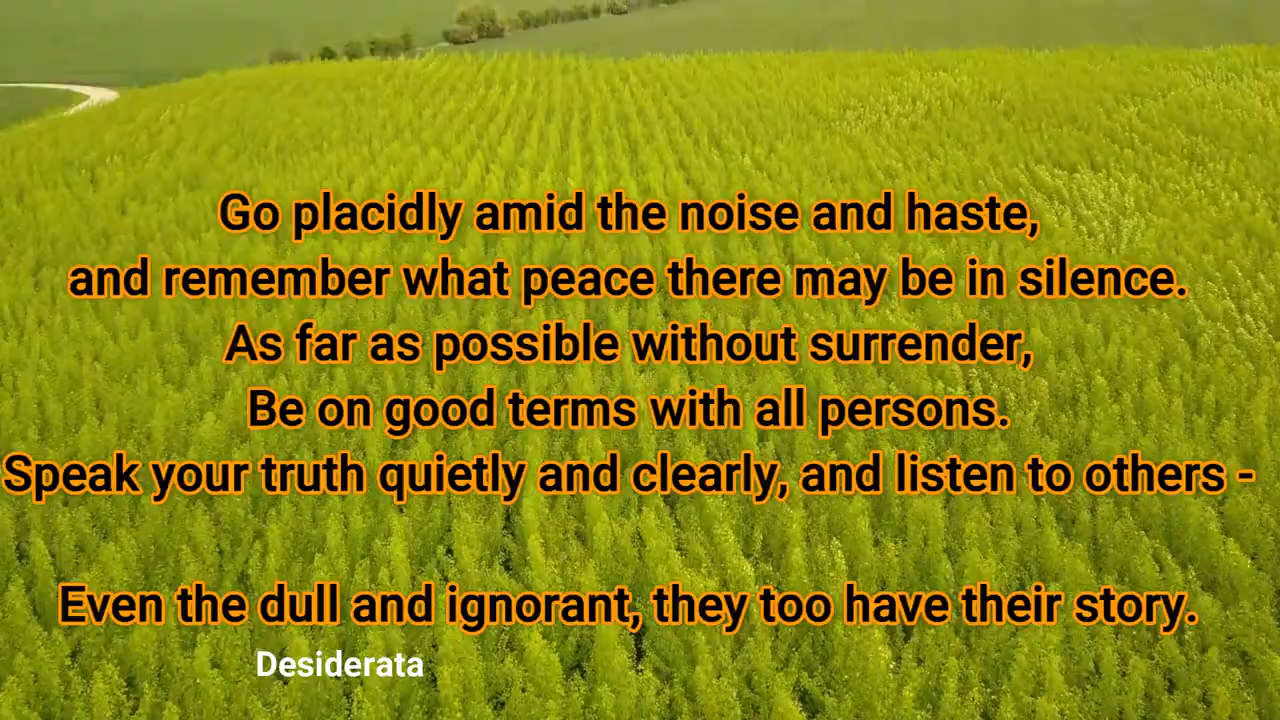 Go placidly amid the noise and haste,
and remember what peace there may be in silence.
As far as possible without surrender,
Be on good terms with all persons.
Speak your truth quietly and clearly, and listen to others -
Even the dull and ignorant, they too have their story.
Desiderata